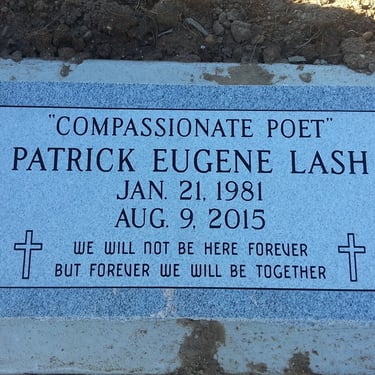 "COMPASSIONATE POET"
PATRICK EUGENE LASH
JAN. 21, 1981
AUG. 9, 2015
WE WILL NOT BE HERE FOREVER
BUT FOREVER WE WILL BE TOGETHER